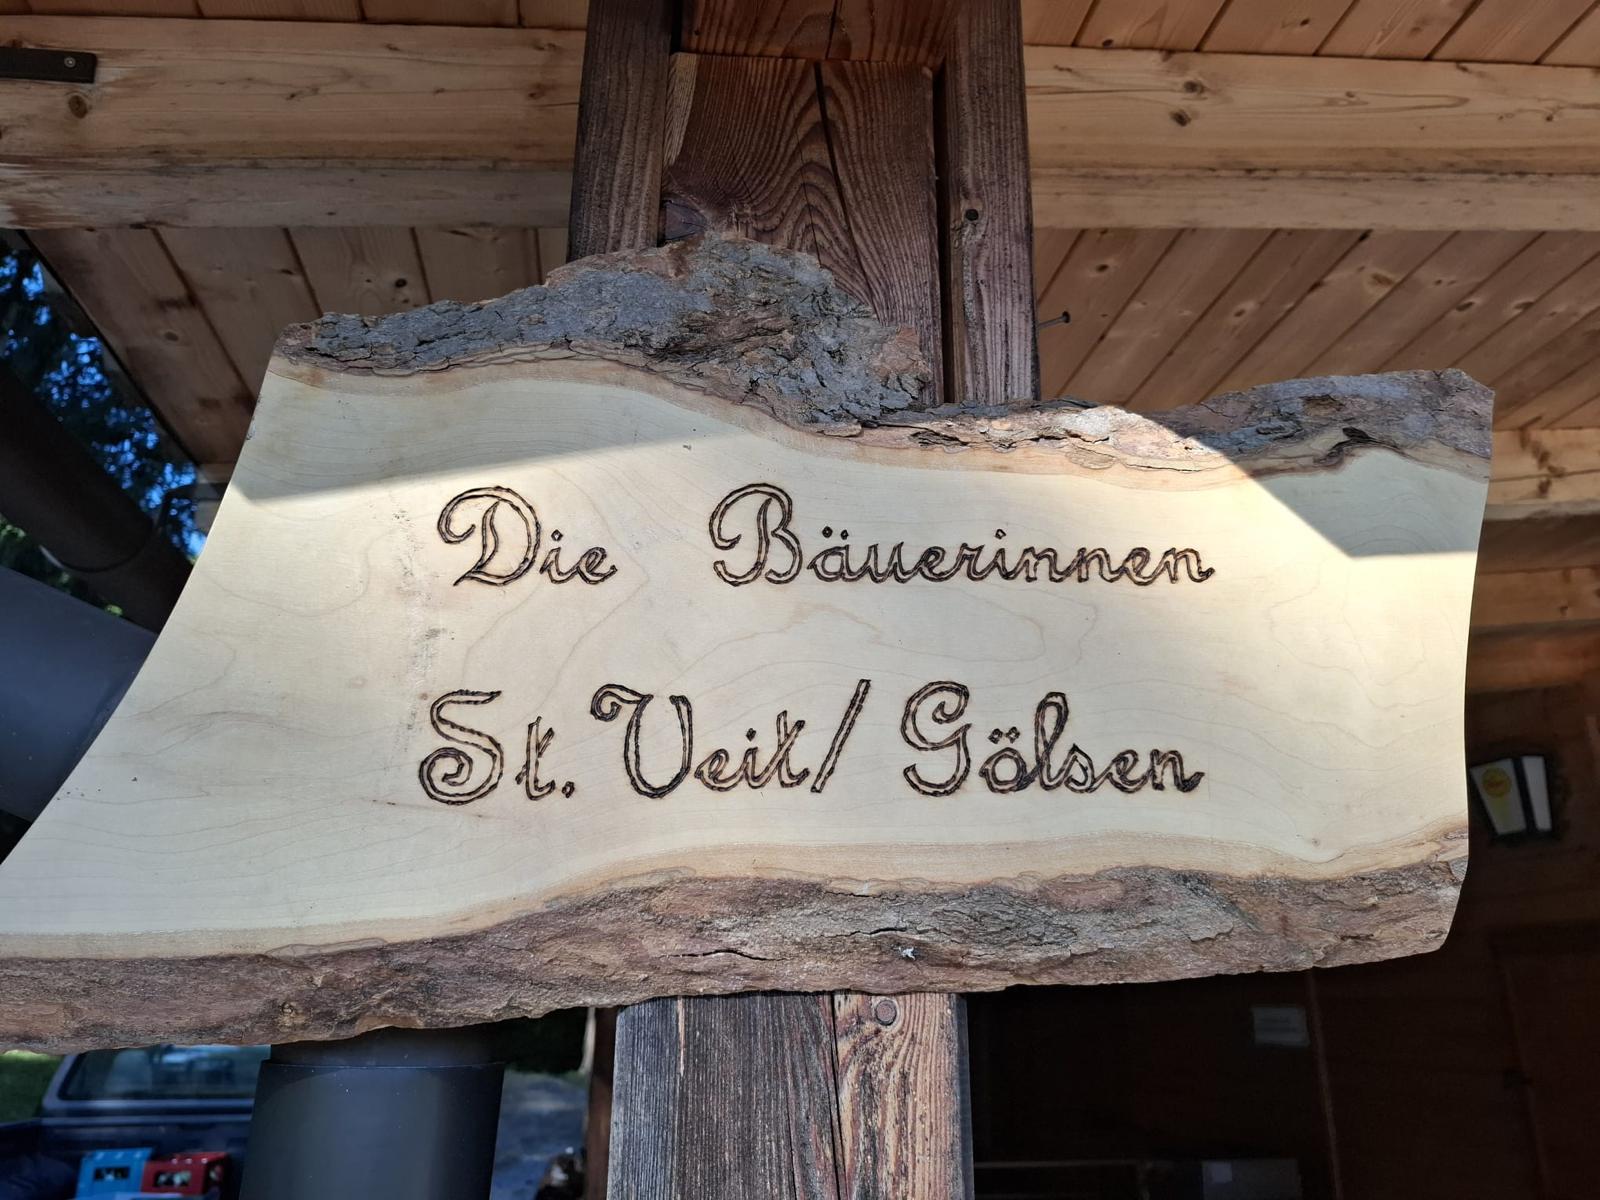 Die Bäuerinnen
St. Veit/ Gölsen